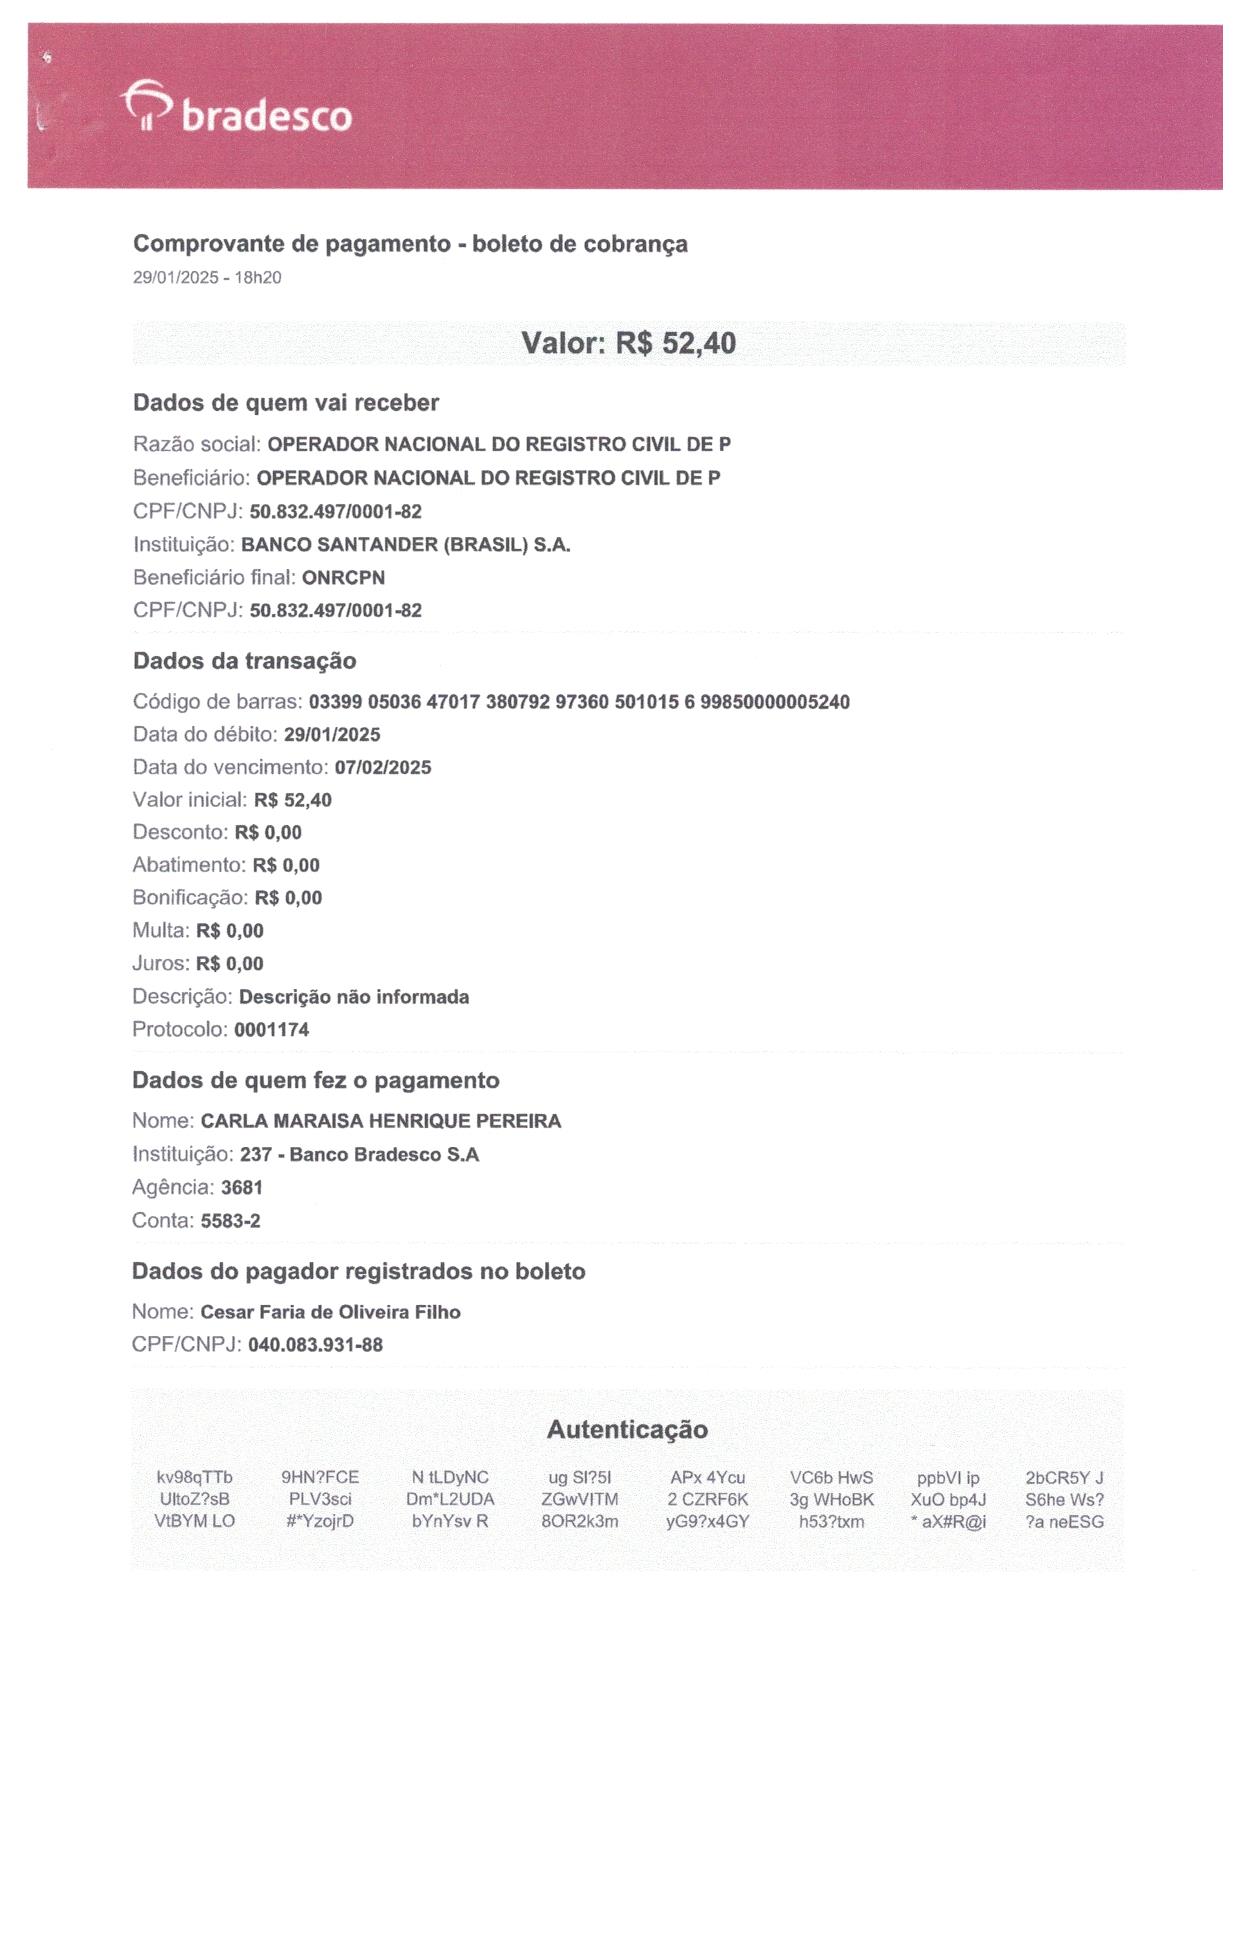 bradesco
Comprovante de pagamento - boleto de cobrança
29/01/2025 - 18h20
Valor: R$ 52,40
Dados de quem vai receber
Razão social: OPERADOR NACIONAL DO REGISTRO CIVIL DE P
Beneficiário: OPERADOR NACIONAL DO REGISTRO CIVIL DE P
CPF/CNPJ: 50.832.497/0001-82
Instituição: BANCO SANTANDER (BRASIL) S.A.
Beneficiário final: ONRCPN
CPF/CNPJ: 50.832.497/0001-82
Dados da transação
Código de barras: 03399 05036 47017 380792 97360 501015 6 99850000005240
Data do débito: 29/01/2025
Data do vencimento: 07/02/2025
Valor inicial: R$ 52,40
Desconto: R$ 0,00
Abatimento: R$ 0,00
Bonificação: R$ 0,00
Multa: R$ 0,00
Juros: R$ 0,00
Descrição: Descrição não informada
Protocolo: 0001174
Dados de quem fez o pagamento
Nome: CARLA MARAISA HENRIQUE PEREIRA
Instituição: 237 - Banco Bradesco S.A
Agência: 3681
Conta: 5583-2
Dados do pagador registrados no boleto
Nome: Cesar Faria de Oliveira Filho
CPF/CNPJ: 040.083.931-88
Autenticação
kv98qTTb 9HN?FCE N tLDyNC ug SI?5I APx 4Ycu VC6b HwS ppbVI ip 2bCR5Y J
UltoZ?sB PLV3sci Dm*L2UDA ZGwVITM 2 CZRF6K 3g WHoBK XuO bp4J S6he Ws?
VtBYM LO #*YzojrD bYnYsv R 8OR2k3m yG9?x4GY h53?txm * aX#R@i ?a neESG